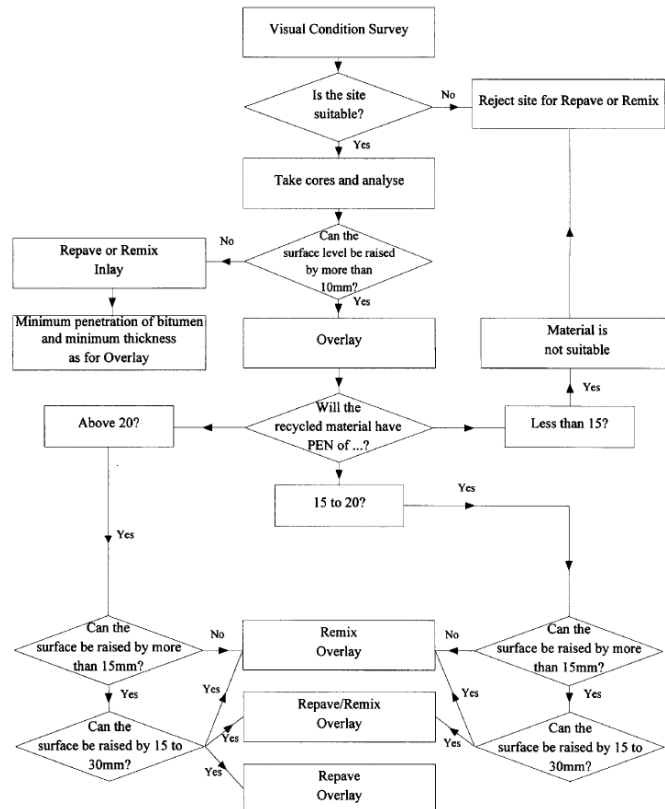 Visual Condition Survey
Is the site
suitable?
No
Reject site for Repave or Remix
Yes
Take cores and analyse
Can the
surface level be raised
by more than
10mm?
No
Repave or Remix
Inlay
Minimum penetration of bitumen
and minimum thickness
as for Overlay
Yes
Overlay
Material is
not suitable
Yes
Will the
recycled material have
PEN of ...?
Above 20?
Less than 15?
15 to 20?
Yes
Yes
Can the
surface be raised by more
than 15mm?
No
Remix
Overlay
No
Can the
surface be raised by more
than 15mm?
Yes
Yes
Yes
Yes
Can the
surface be raised by 15 to
30mm?
Yes
Repave/Remix
Overlay
Yes
Can the
surface be raised by 15 to
30mm?
Yes
Repave
Overlay